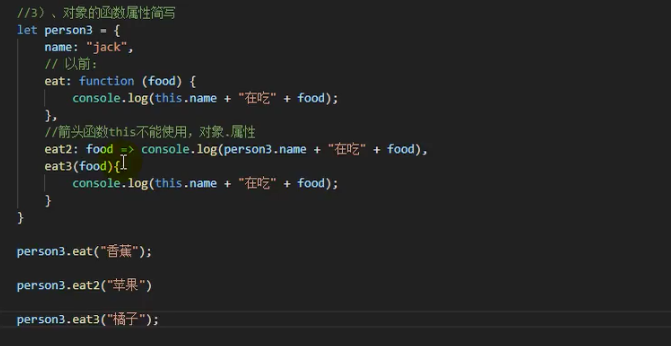 //3）、对象的函数属性简写
let person3 = {
name: "jack",
// 以前:
eat: function (food) {
console.log(this.name + "在吃" + food);
},
//箭头函数this不能使用，对象.属性
eat2: food => console.log(person3.name + "在吃" + food),
eat3(food){
console.log(this.name + "在吃" + food);
}
}
person3.eat("香蕉");
person3.eat2("苹果")
person3.eat3("橘子");